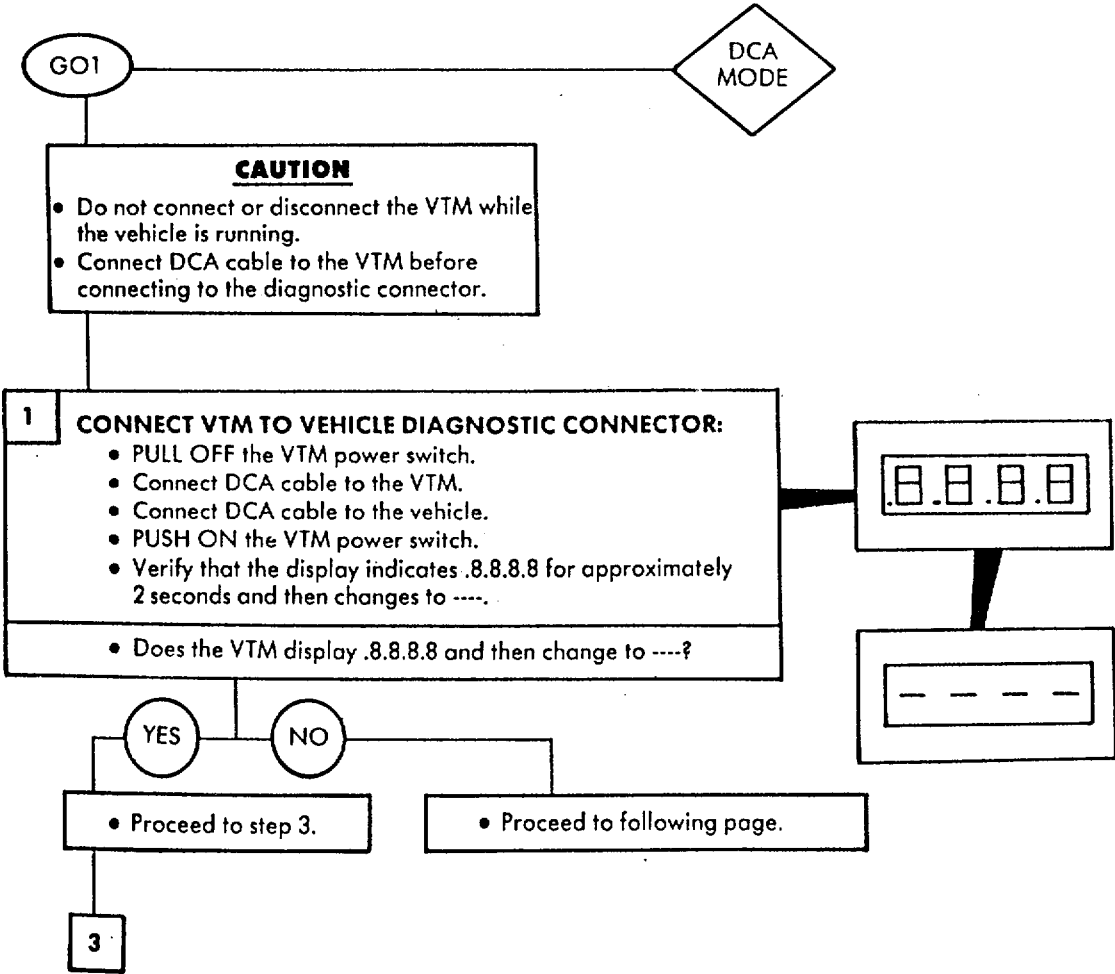 GO1
DCA
MODE
CAUTION
• Do not connect or disconnect the VTM while
the vehicle is running.
• Connect DCA cable to the VTM before
connecting to the diagnostic connector.
1
CONNECT VTM TO VEHICLE DIAGNOSTIC CONNECTOR:
• PULL OFF the VTM power switch.
• Connect DCA cable to the VTM.
• Connect DCA cable to the vehicle.
• PUSH ON the VTM power switch.
• Verify that the display indicates .8.8.8.8 for approximately
2 seconds and then changes to ----.
• Does the VTM display .8.8.8.8 and then change to ----?
.8.8.8.8
– – – –
YES
NO
• Proceed to step 3.
• Proceed to following page.
3